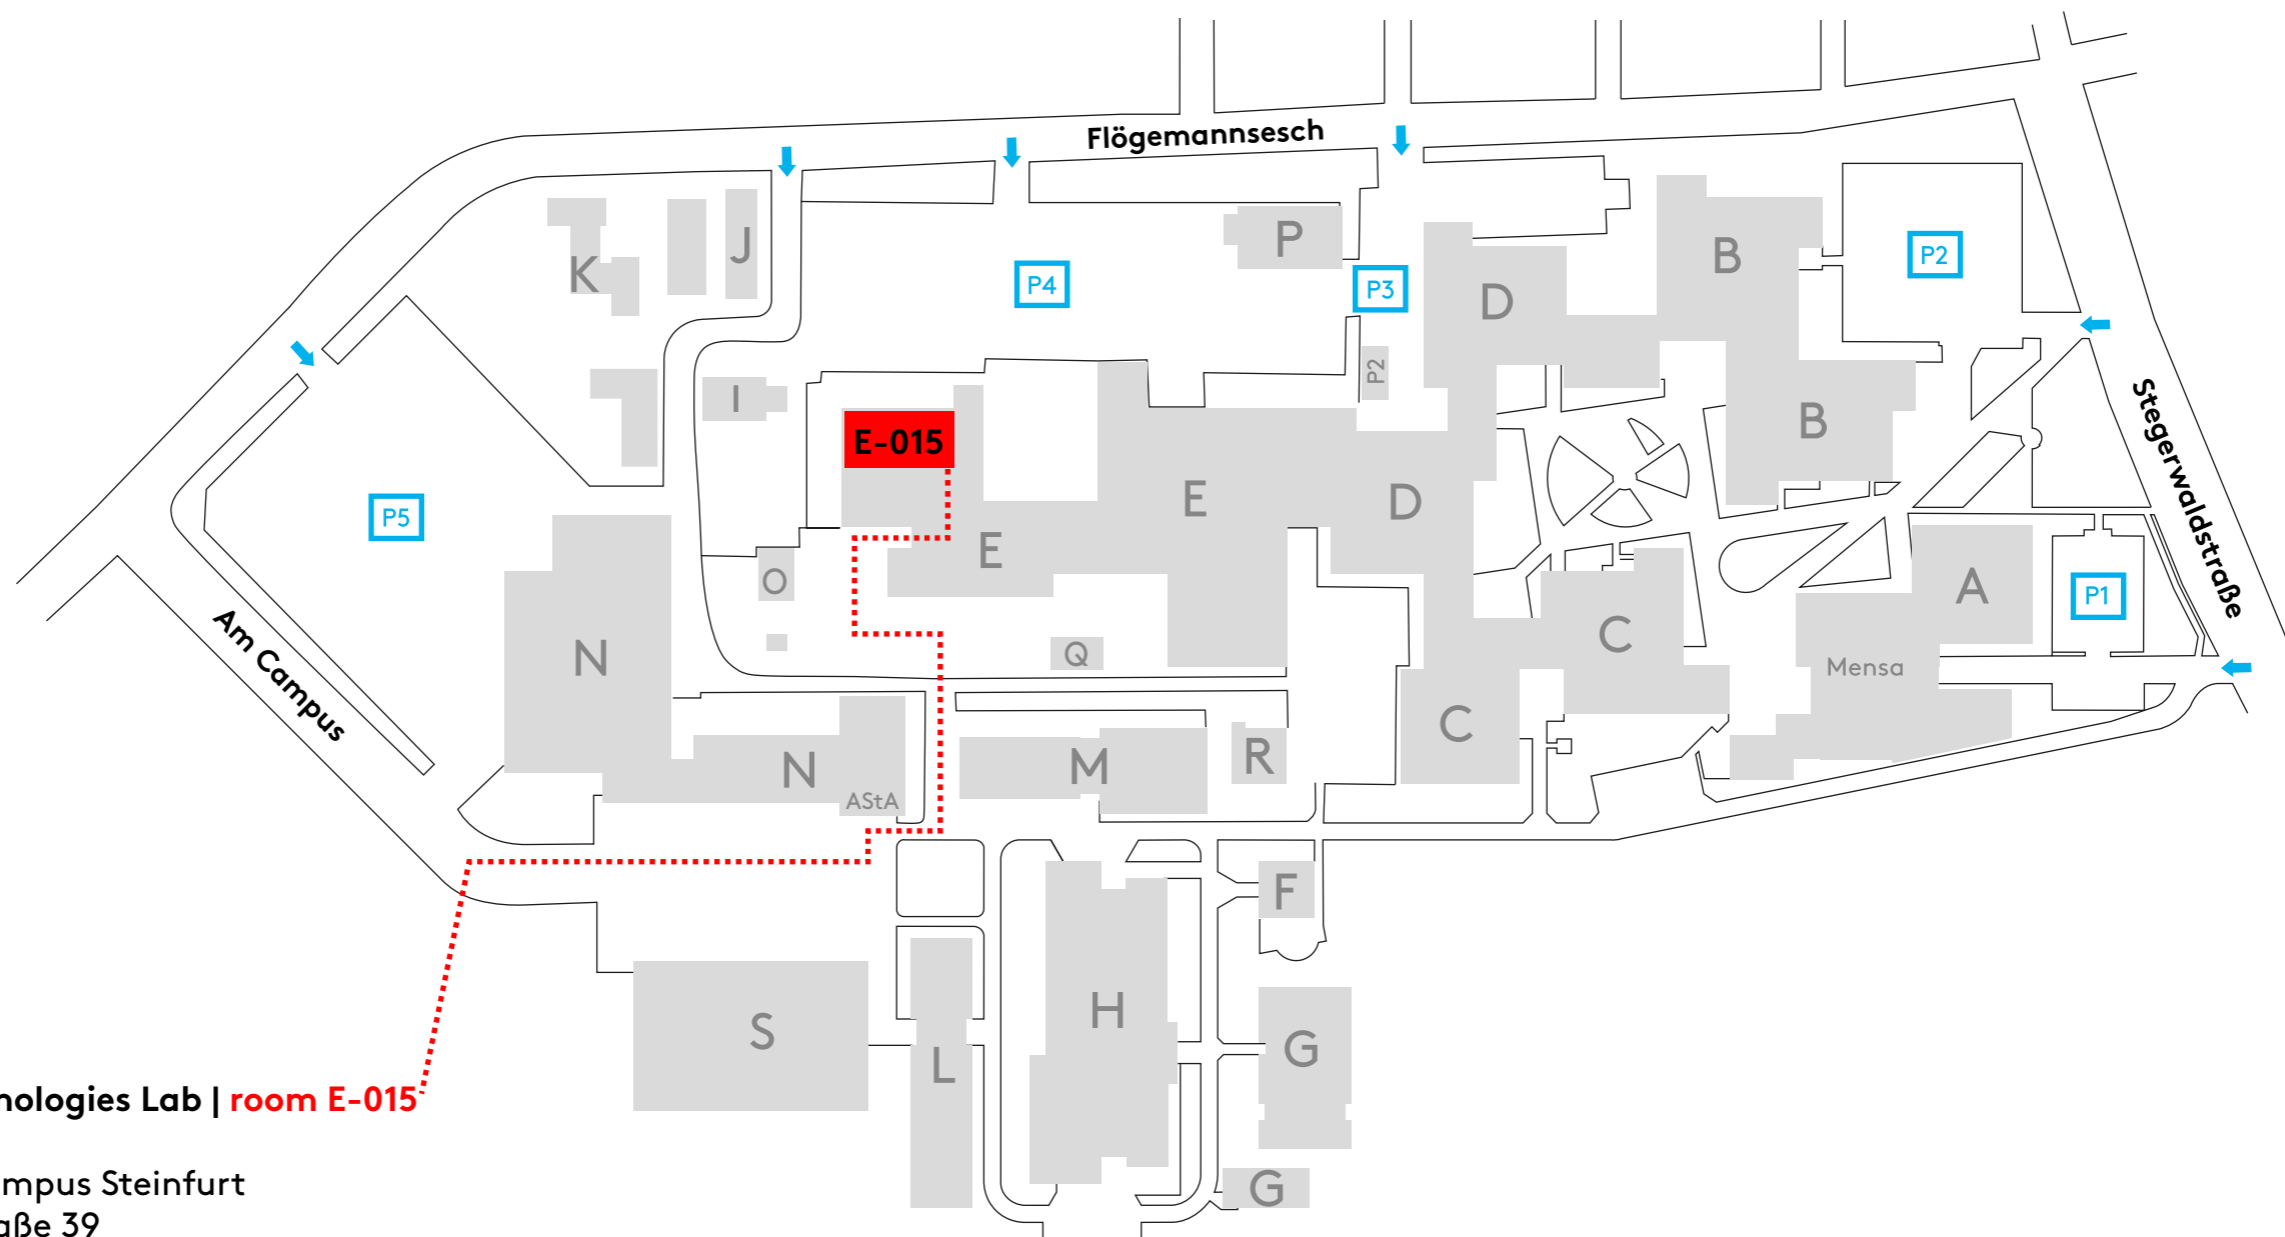 Flögemannsesch
J
K
P
B
P2
P4
P3
D
P2
I
E-015
B
Stegerwaldstraße
E
D
P5
E
O
A
P1
Am Campus
N
Q
C
Mensa
C
N
M
R
AStA
F
H
S
G
L
nologies Lab | room E-015
mpus Steinfurt
G
aße 39